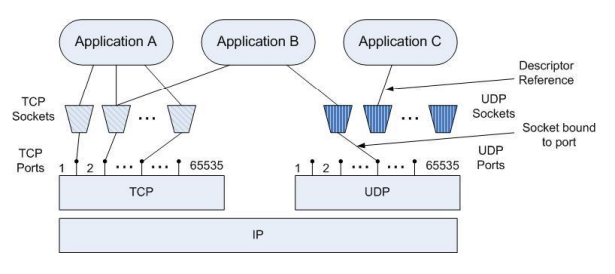 Application A
Application B
Application C
Descriptor
Reference
TCP
Sockets
...
...
UDP
Sockets
Socket bound
to port
TCP
Ports
1
2
...
...
65535
1
2
...
...
65535
UDP
Ports
TCP
UDP
IP